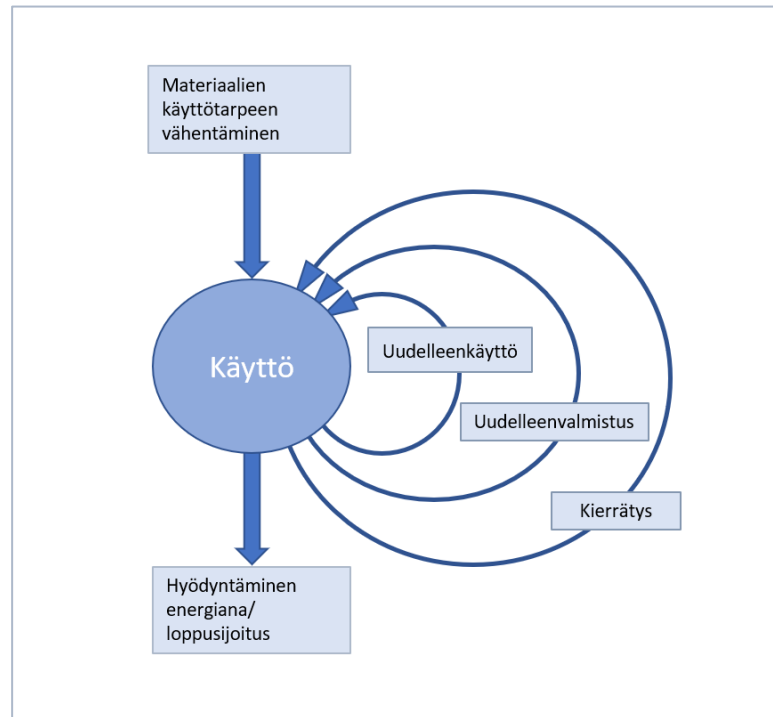 Materiaalien
käyttötarpeen
vähentäminen
Käyttö
Uudelleenkäyttö
Uudelleenvalmistus
Kierrätys
Hyödyntäminen
energiana/
loppusijoitus